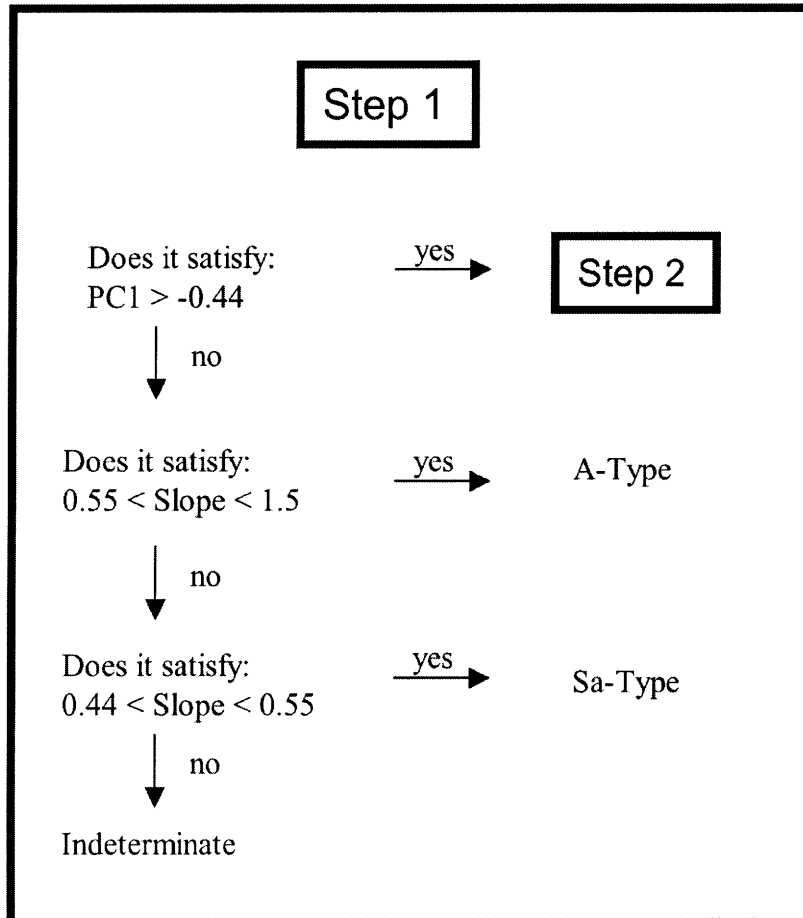 Step 1
Does it satisfy:
PC1 > -0.44
yes
Step 2
no
Does it satisfy:
0.55 < Slope < 1.5
yes
A-Type
no
Does it satisfy:
0.44 < Slope < 0.55
yes
Sa-Type
no
Indeterminate